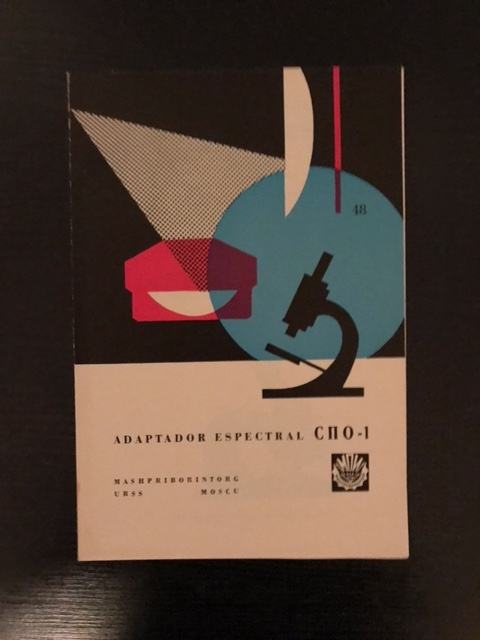 48
ADAPTADOR ESPECTRAL СПО-1
MASHPRIBORINTORG
URSS MOSCU